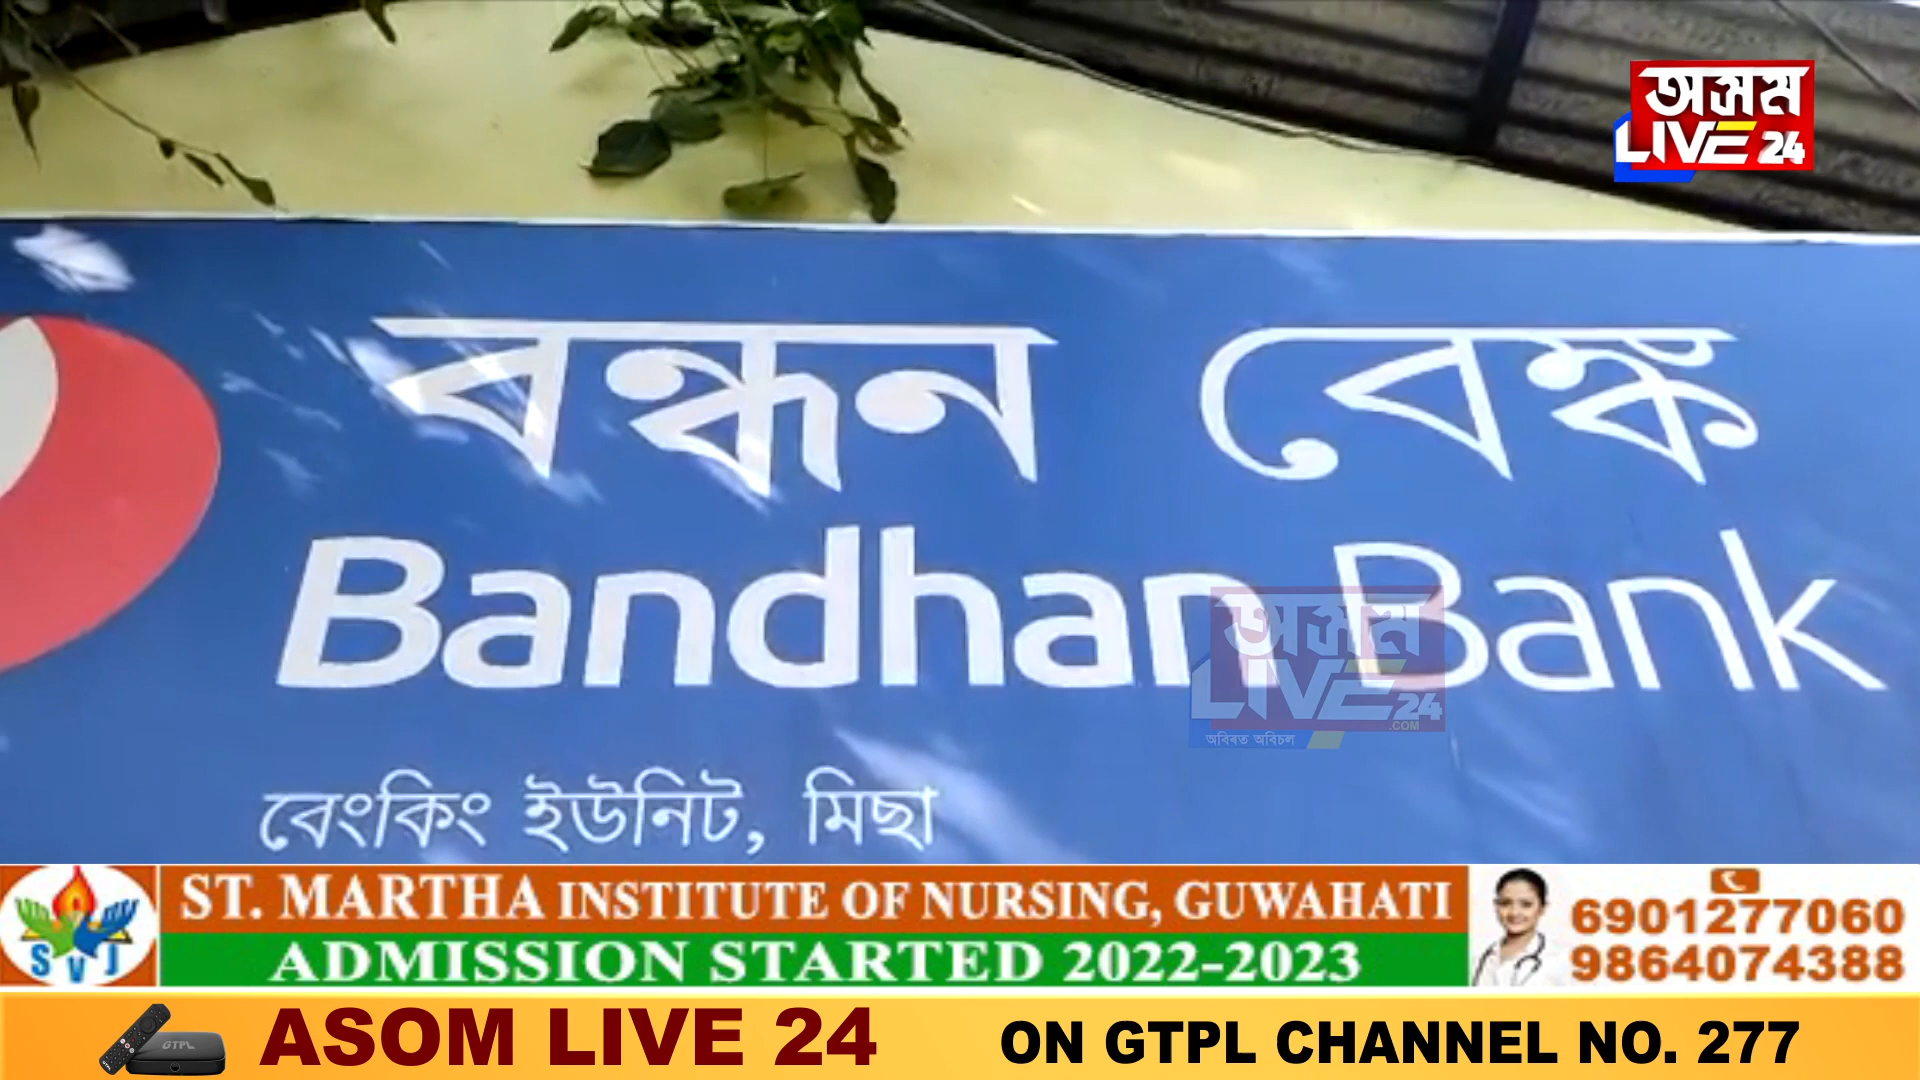 অসম
LIVE 24
বন্ধন বেঙ্ক
Bandhan Bank
অসম
LIVE 24
.COM
অবিৰত অবিচল
বেংকিং ইউনিট, মিছা
SVJ
ST. MARTHA INSTITUTE OF NURSING, GUWAHATI
ADMISSION STARTED 2022-2023
6901277060
9864074388
GTPL
ASOM LIVE 24
ON GTPL CHANNEL NO. 277